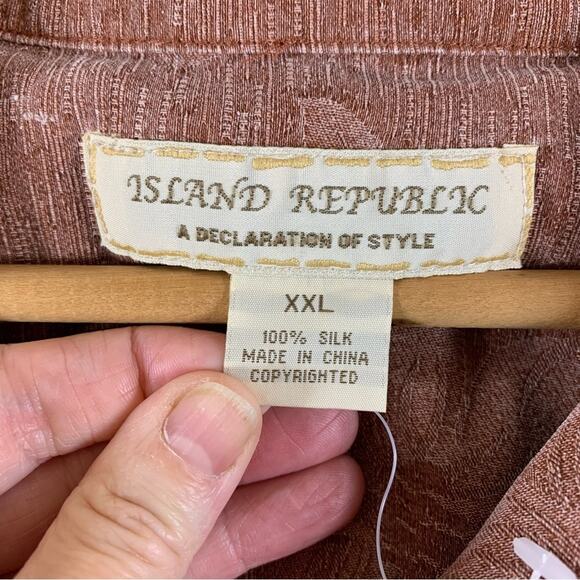 ISLAND REPUBLIC
A DECLARATION OF STYLE
XXL
100% SILK
MADE IN CHINA
COPYRIGHTED